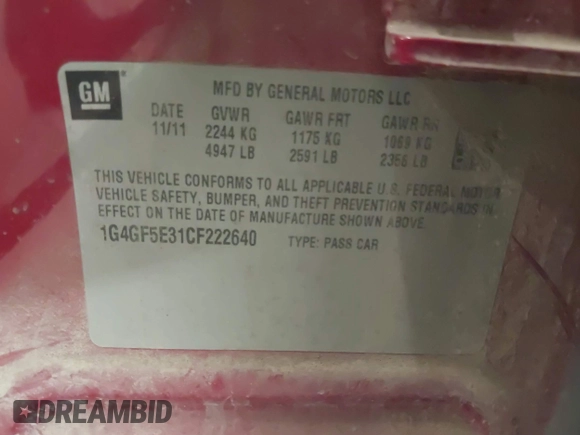 GM
MFD BY GENERAL MOTORS LLC
DATE GVWR GAWR FRT GAWR RR
11/11 2244 KG 1175 KG 1069 KG
4947 LB 2591 LB 2356 LB
THIS VEHICLE CONFORMS TO ALL APPLICABLE U.S. FEDERAL MOTOR
VEHICLE SAFETY, BUMPER, AND THEFT PREVENTION STANDARDS IN
EFFECT ON THE DATE OF MANUFACTURE SHOWN ABOVE.
1G4GF5E31CF222640 TYPE: PASS CAR
DREAMBID